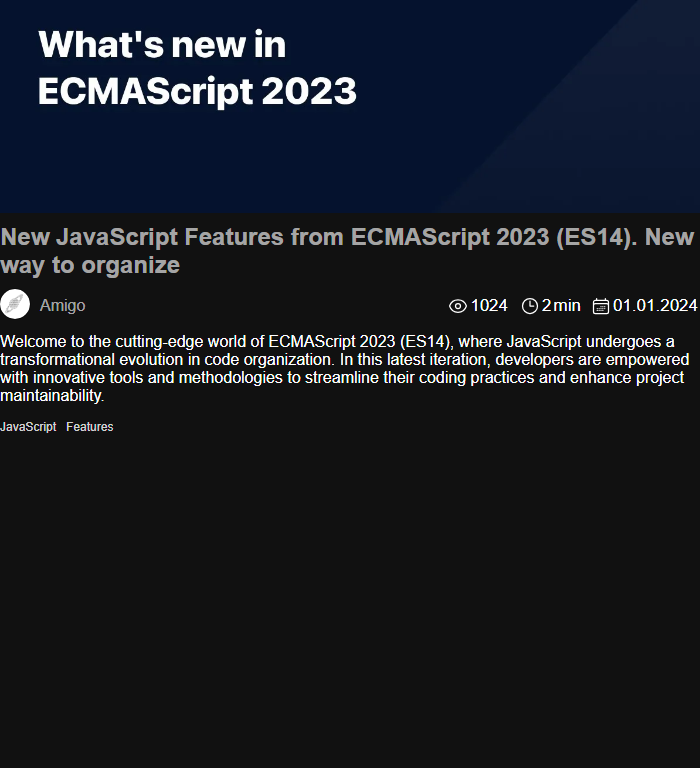 What's new in
ECMAScript 2023
New JavaScript Features from ECMAScript 2023 (ES14). New
way to organize
Amigo 1024 2 min 01.01.2024
Welcome to the cutting-edge world of ECMAScript 2023 (ES14), where JavaScript undergoes a
transformational evolution in code organization. In this latest iteration, developers are empowered
with innovative tools and methodologies to streamline their coding practices and enhance project
maintainability.
JavaScript Features